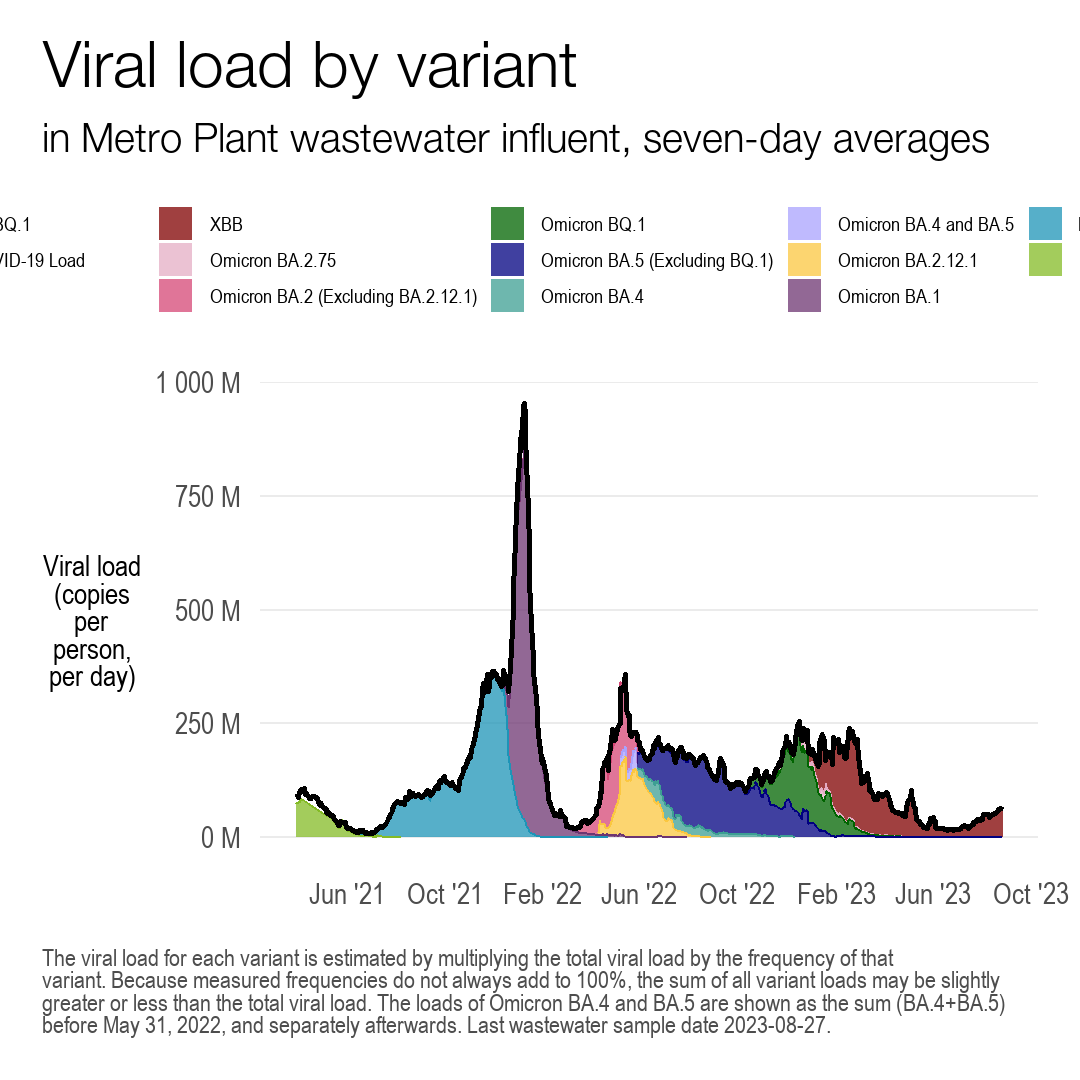 Viral load by variant
in Metro Plant wastewater influent, seven-day averages
BQ.1 XBB Omicron BQ.1 Omicron BA.4 and BA.5
VID-19 Load Omicron BA.2.75 Omicron BA.5 (Excluding BQ.1) Omicron BA.2.12.1
Omicron BA.2 (Excluding BA.2.12.1) Omicron BA.4 Omicron BA.1
1 000 M
750 M
500 M
250 M
0 M
Viral load
(copies
per
person,
per day)
Jun '21 Oct '21 Feb '22 Jun '22 Oct '22 Feb '23 Jun '23 Oct '23
The viral load for each variant is estimated by multiplying the total viral load by the frequency of that
variant. Because measured frequencies do not always add to 100%, the sum of all variant loads may be slightly
greater or less than the total viral load. The loads of Omicron BA.4 and BA.5 are shown as the sum (BA.4+BA.5)
before May 31, 2022, and separately afterwards. Last wastewater sample date 2023-08-27.